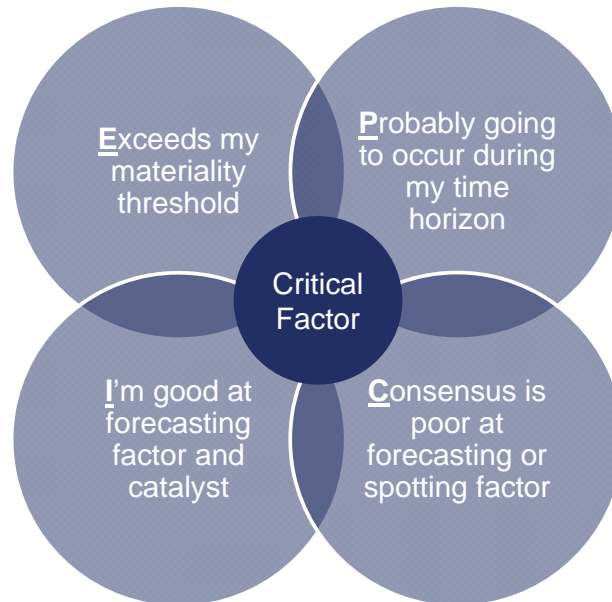 Exceeds my
materiality
threshold
Probably going
to occur during
my time
horizon
Critical
Factor
I'm good at
forecasting
factor and
catalyst
Consensus is
poor at
forecasting or
spotting factor